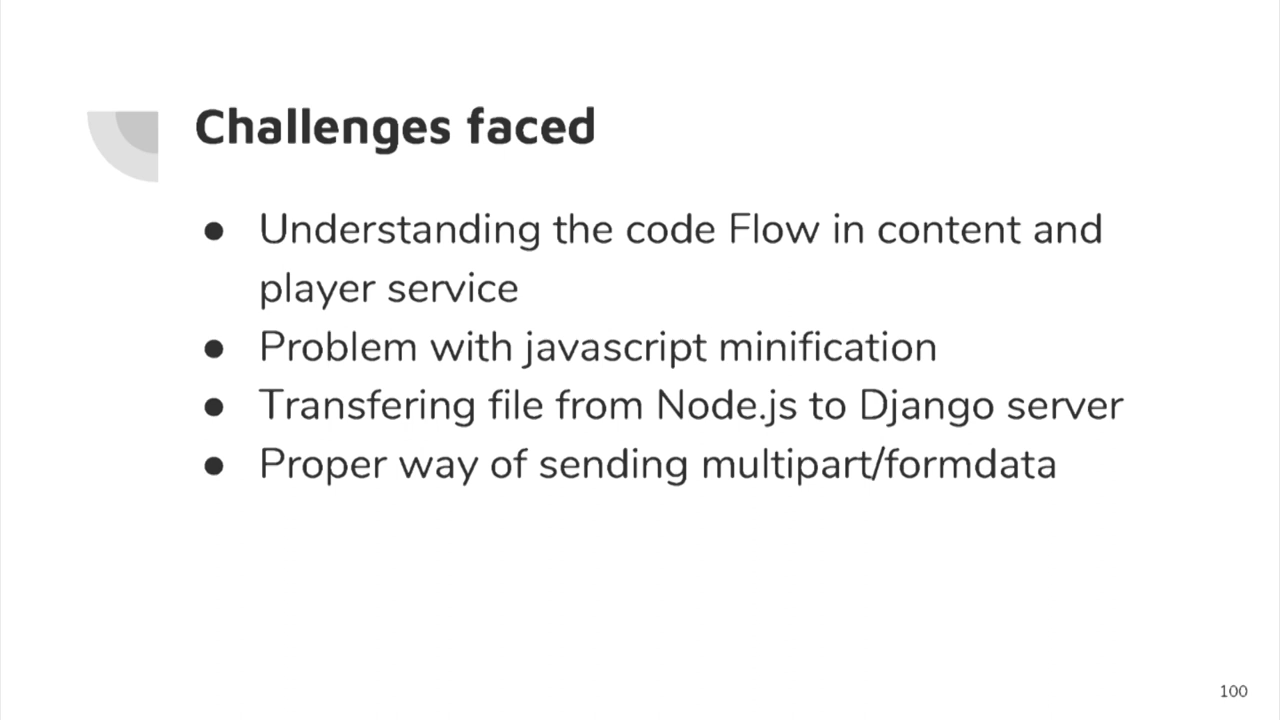 Challenges faced
● Understanding the code Flow in content and
player service
● Problem with javascript minification
● Transfering file from Node.js to Django server
● Proper way of sending multipart/formdata
100